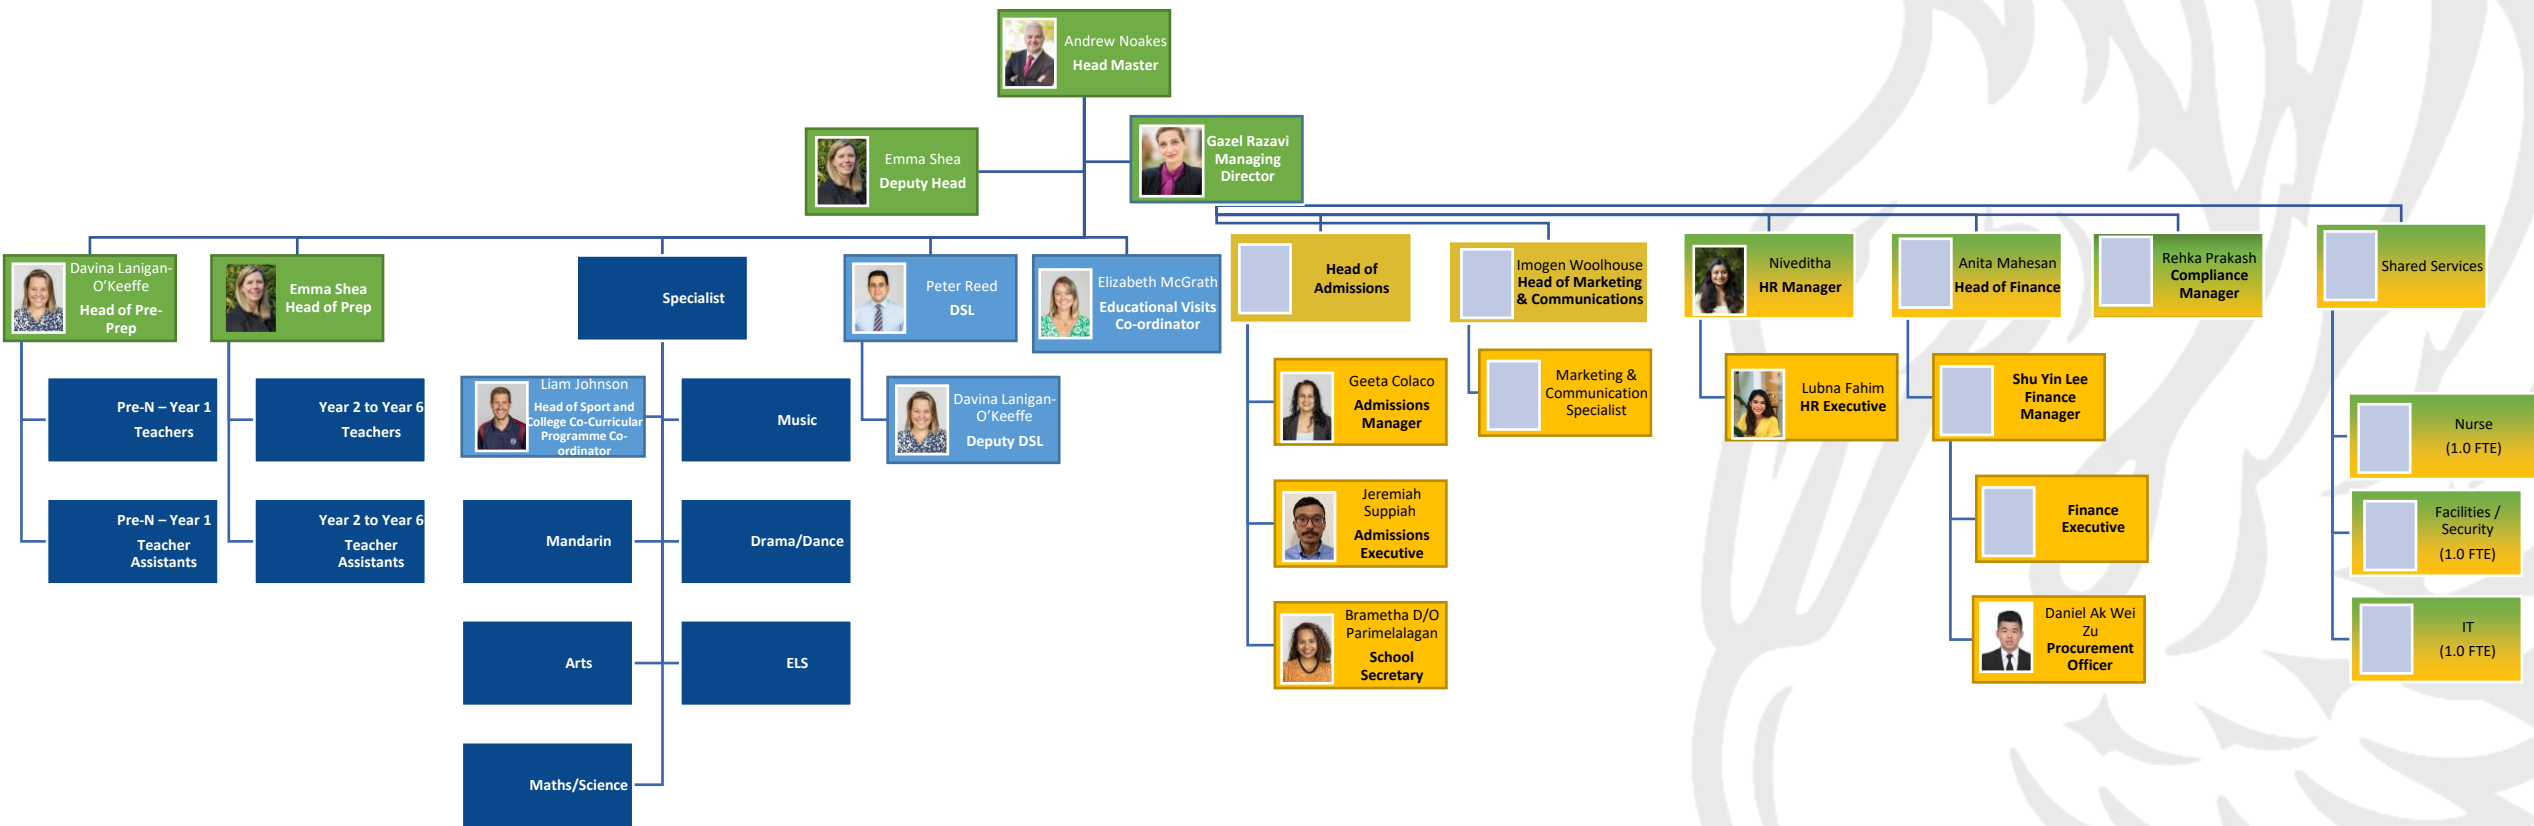 Andrew Noakes
Head Master
Emma Shea
Deputy Head
Gazel Razavi
Managing
Director
Davina Lanigan-
O'Keeffe
Head of Pre-
Prep
Emma Shea
Head of Prep
Specialist
Peter Reed
DSL
Elizabeth McGrath
Educational Visits
Co-ordinator
Head of
Admissions
Imogen Woolhouse
Head of Marketing
& Communications
Niveditha
HR Manager
Anita Mahesan
Head of Finance
Rehka Prakash
Compliance
Manager
Shared Services
Pre-N – Year 1
Teachers
Year 2 to Year 6
Teachers
Liam Johnson
Head of Sport and
College Co-Curricular
Programme Co-
ordinator
Music
Davina Lanigan-
O'Keeffe
Deputy DSL
Geeta Colaco
Admissions
Manager
Marketing &
Communication
Specialist
Lubna Fahim
HR Executive
Shu Yin Lee
Finance
Manager
Nurse
(1.0 FTE)
Pre-N – Year 1
Teacher
Assistants
Year 2 to Year 6
Teacher
Assistants
Mandarin
Drama/Dance
Jeremiah
Suppiah
Admissions
Executive
Finance
Executive
Facilities /
Security
(1.0 FTE)
Arts
ELS
Brametha D/O
Parimelalagan
School
Secretary
Daniel Ak Wei
Zu
Procurement
Officer
IT
(1.0 FTE)
Maths/Science